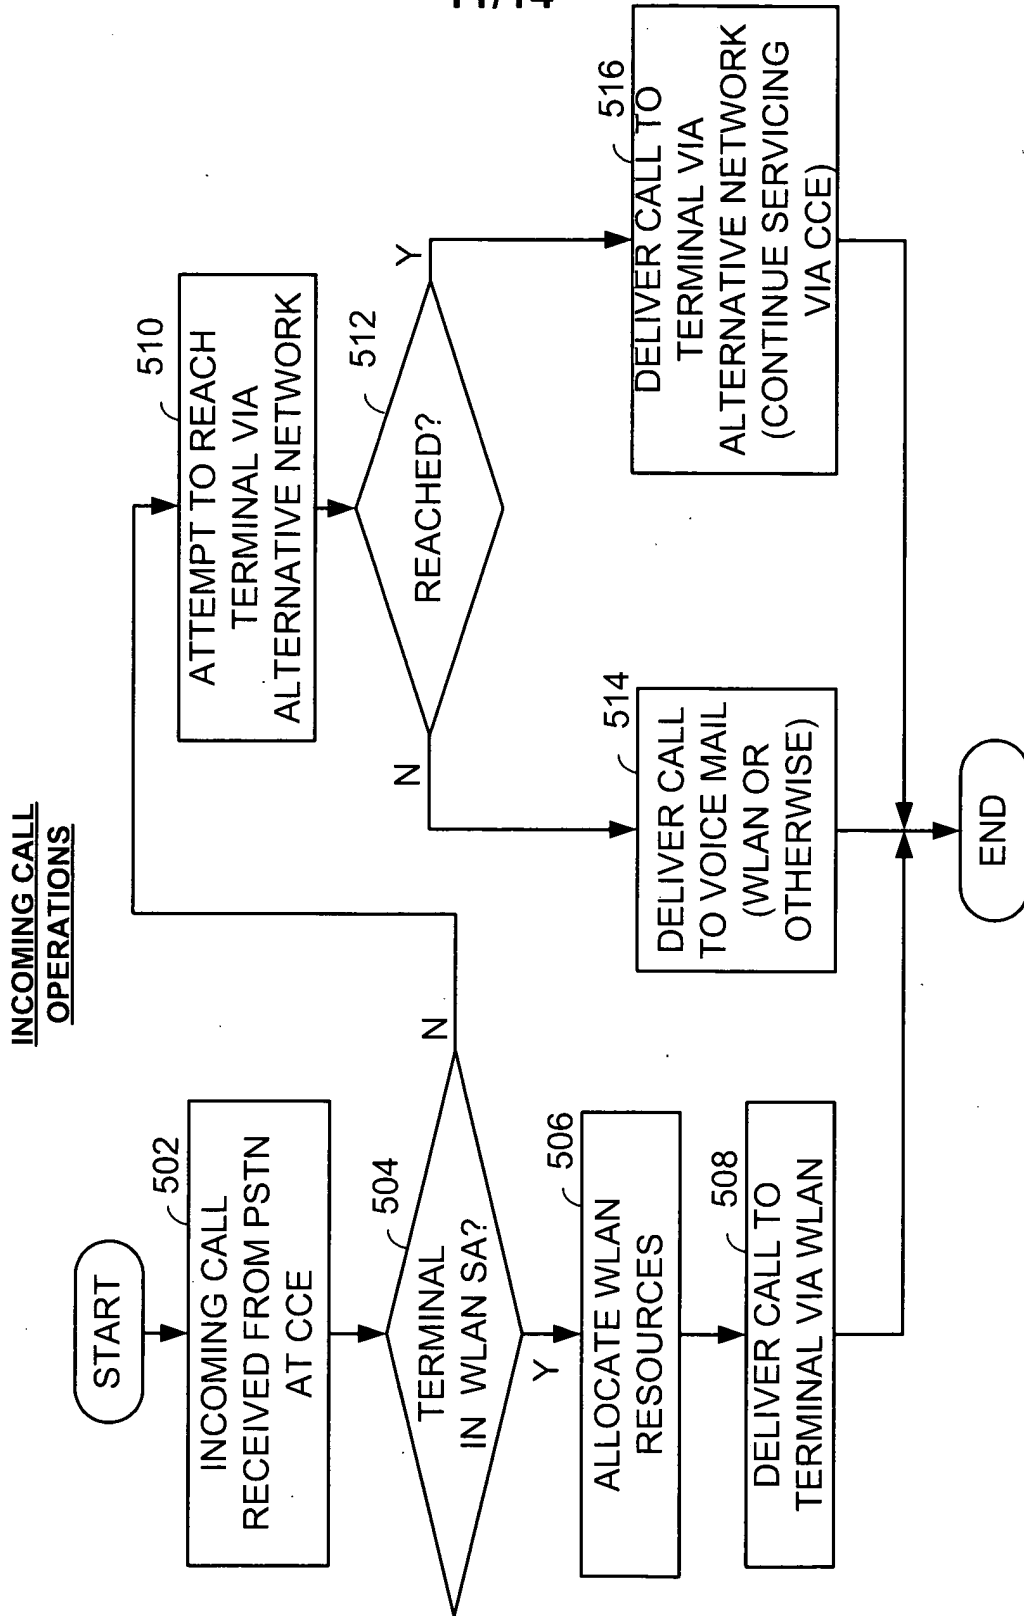 11/14
INCOMING CALL
OPERATIONS
START
502
INCOMING CALL
RECEIVED FROM PSTN
AT CCE
504
TERMINAL
IN WLAN SA?
N
Y
506
ALLOCATE WLAN
RESOURCES
508
DELIVER CALL TO
TERMINAL VIA WLAN
510
ATTEMPT TO REACH
TERMINAL VIA
ALTERNATIVE NETWORK
512
REACHED?
N
Y
514
DELIVER CALL
TO VOICE MAIL
(WLAN OR
OTHERWISE)
516
DELIVER CALL TO
TERMINAL VIA
ALTERNATIVE NETWORK
(CONTINUE SERVICING
VIA CCE)
END